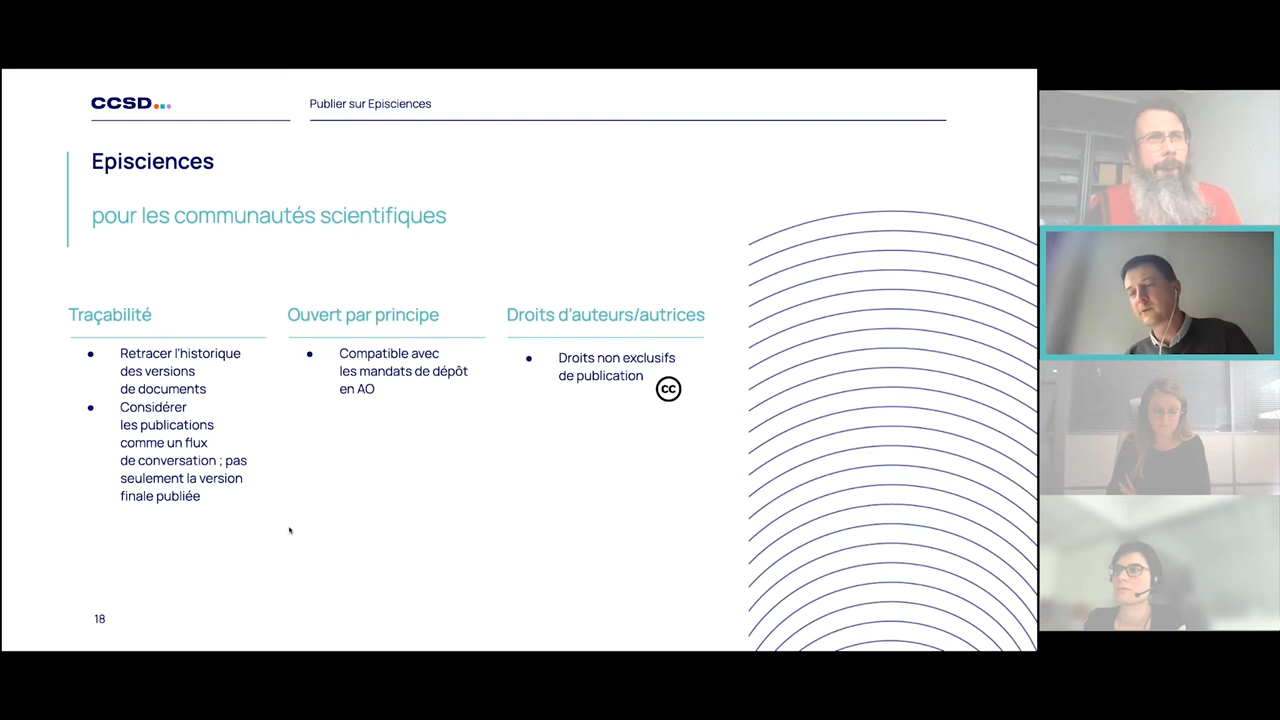 CCSD
Publier sur Episciences
Episciences
pour les communautés scientifiques
Traçabilité
Retracer l'historique
des versions
de documents
Considérer
les publications
comme un flux
de conversation ; pas
seulement la version
finale publiée
Ouvert par principe
Compatible avec
les mandats de dépôt
en AO
Droits d'auteurs/autrices
Droits non exclusifs
de publication
cc
18